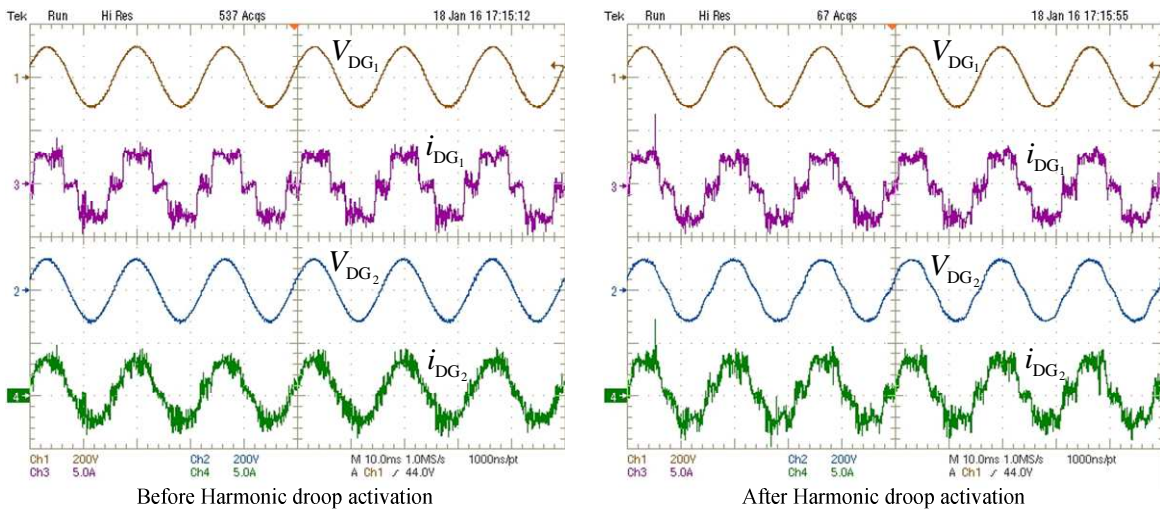 Tek Run Hi Res 537 Acqs 18 Jan 16 17:15:12
V_DG1
1
i_DG1
3
V_DG2
2
i_DG2
4
Ch1 200V Ch2 200V M 10.0ms 1.0MS/s 1000ns/pt
Ch3 5.0A Ch4 5.0A A Ch1 ∫ 44.0V
Before Harmonic droop activation
Tek Run Hi Res 67 Acqs 18 Jan 16 17:15:55
V_DG1
1
i_DG1
3
V_DG2
2
i_DG2
4
Ch1 200V Ch2 200V M 10.0ms 1.0MS/s 1000ns/pt
Ch3 5.0A Ch4 5.0A A Ch1 ∫ 44.0V
After Harmonic droop activation